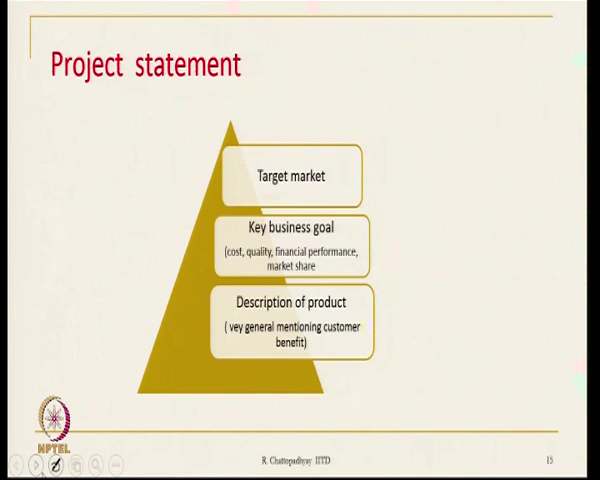 Project statement
Target market
Key business goal
(cost, quality, financial performance,
market share
Description of product
( vey general mentioning customer
benefit)
NPTEL
R. Chattopadhyay IITD
15